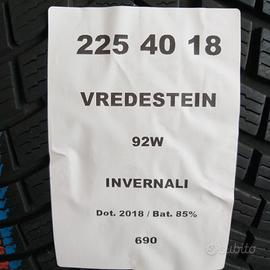 225 40 18
VREDESTEIN
92W
INVERNALI
Dot. 2018 / Bat. 85%
690
subito